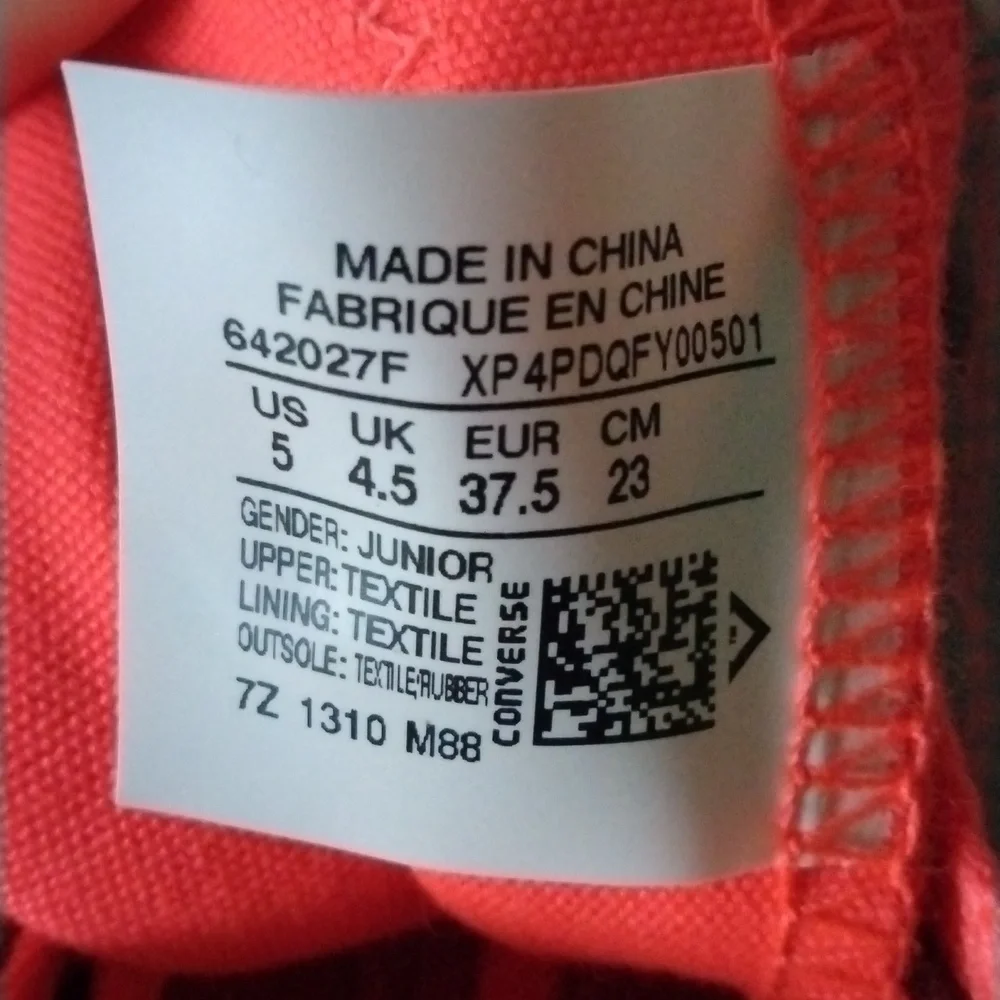 MADE IN CHINA
FABRIQUE EN CHINE
642027F XP4PDQFY00501
US UK EUR CM
5 4.5 37.5 23
GENDER: JUNIOR
UPPER: TEXTILE
LINING: TEXTILE
OUTSOLE: TEXTILE/RUBBER
7Z 1310 M88
CONVERSE
TM